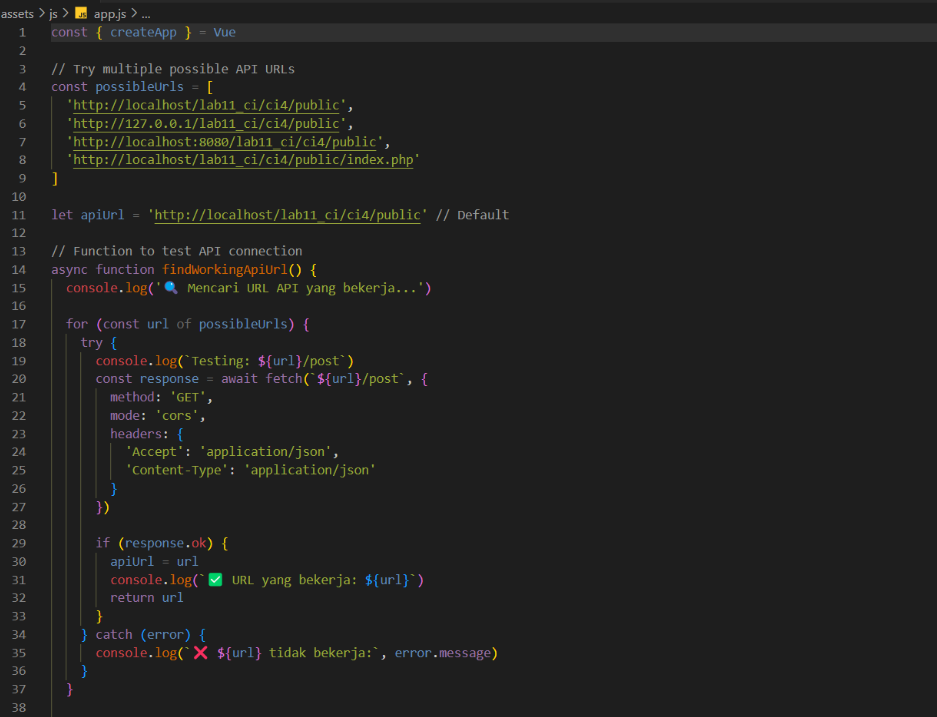 assets > js > JS app.js > ...
1 const { createApp } = Vue
2
3 // Try multiple possible API URLs
4 const possibleUrls = [
5   'http://localhost/lab11_ci/ci4/public',
6   'http://127.0.0.1/lab11_ci/ci4/public',
7   'http://localhost:8080/lab11_ci/ci4/public',
8   'http://localhost/lab11_ci/ci4/public/index.php'
9 ]
10
11 let apiUrl = 'http://localhost/lab11_ci/ci4/public' // Default
12
13 // Function to test API connection
14 async function findWorkingApiUrl() {
15   console.log('🔍 Mencari URL API yang bekerja...')
16
17   for (const url of possibleUrls) {
18     try {
19       console.log(`Testing: ${url}/post`)
20       const response = await fetch(`${url}/post`, {
21         method: 'GET',
22         mode: 'cors',
23         headers: {
24           'Accept': 'application/json',
25           'Content-Type': 'application/json'
26         }
27       })
28
29       if (response.ok) {
30         apiUrl = url
31         console.log(`✅ URL yang bekerja: ${url}`)
32         return url
33       }
34     } catch (error) {
35       console.log(`❌ ${url} tidak bekerja:`, error.message)
36     }
37   }
38